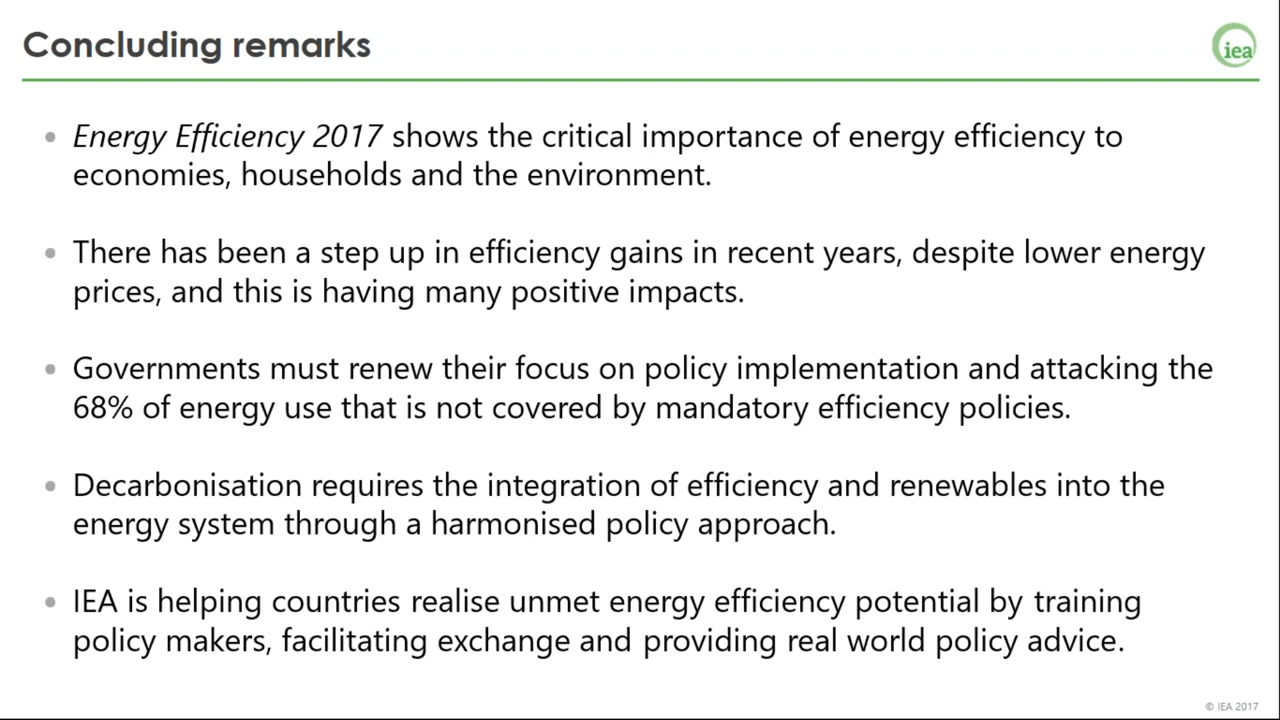 Concluding remarks
iea
Energy Efficiency 2017 shows the critical importance of energy efficiency to
economies, households and the environment.
There has been a step up in efficiency gains in recent years, despite lower energy
prices, and this is having many positive impacts.
Governments must renew their focus on policy implementation and attacking the
68% of energy use that is not covered by mandatory efficiency policies.
Decarbonisation requires the integration of efficiency and renewables into the
energy system through a harmonised policy approach.
IEA is helping countries realise unmet energy efficiency potential by training
policy makers, facilitating exchange and providing real world policy advice.
© IEA 2017